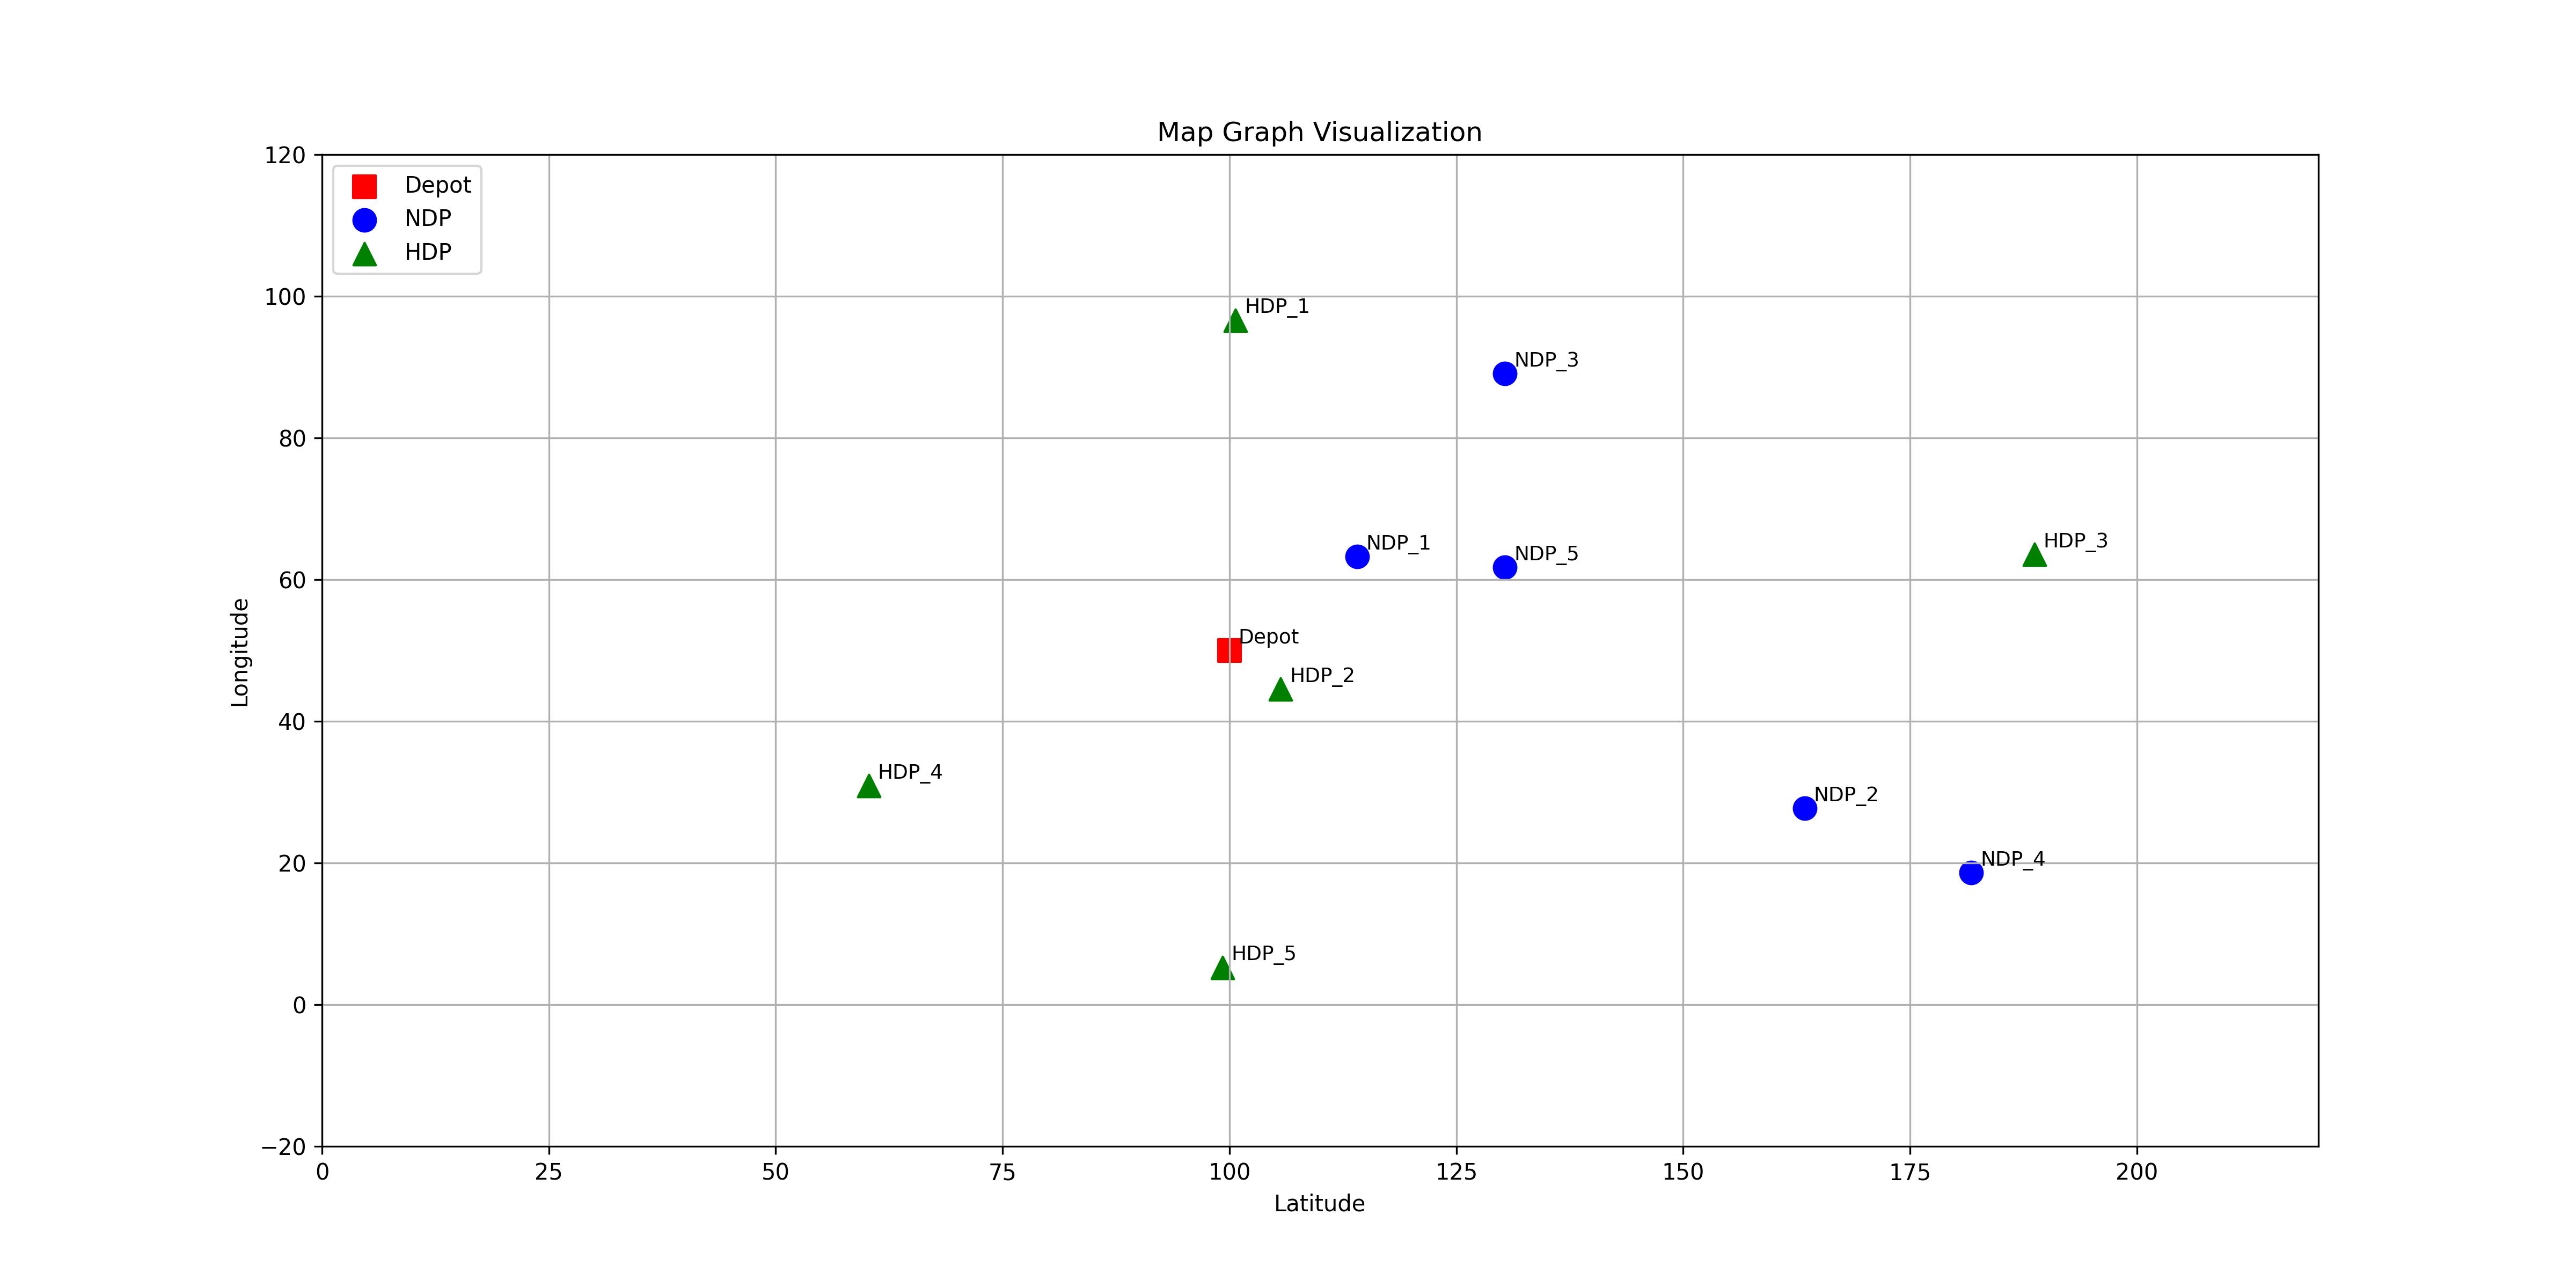 Map Graph Visualization
120
100
80
60
40
20
0
−20
Longitude
Depot
NDP
HDP
HDP_1
NDP_3
NDP_1
NDP_5
HDP_3
Depot
HDP_2
HDP_4
NDP_2
NDP_4
HDP_5
0 25 50 75 100 125 150 175 200
Latitude